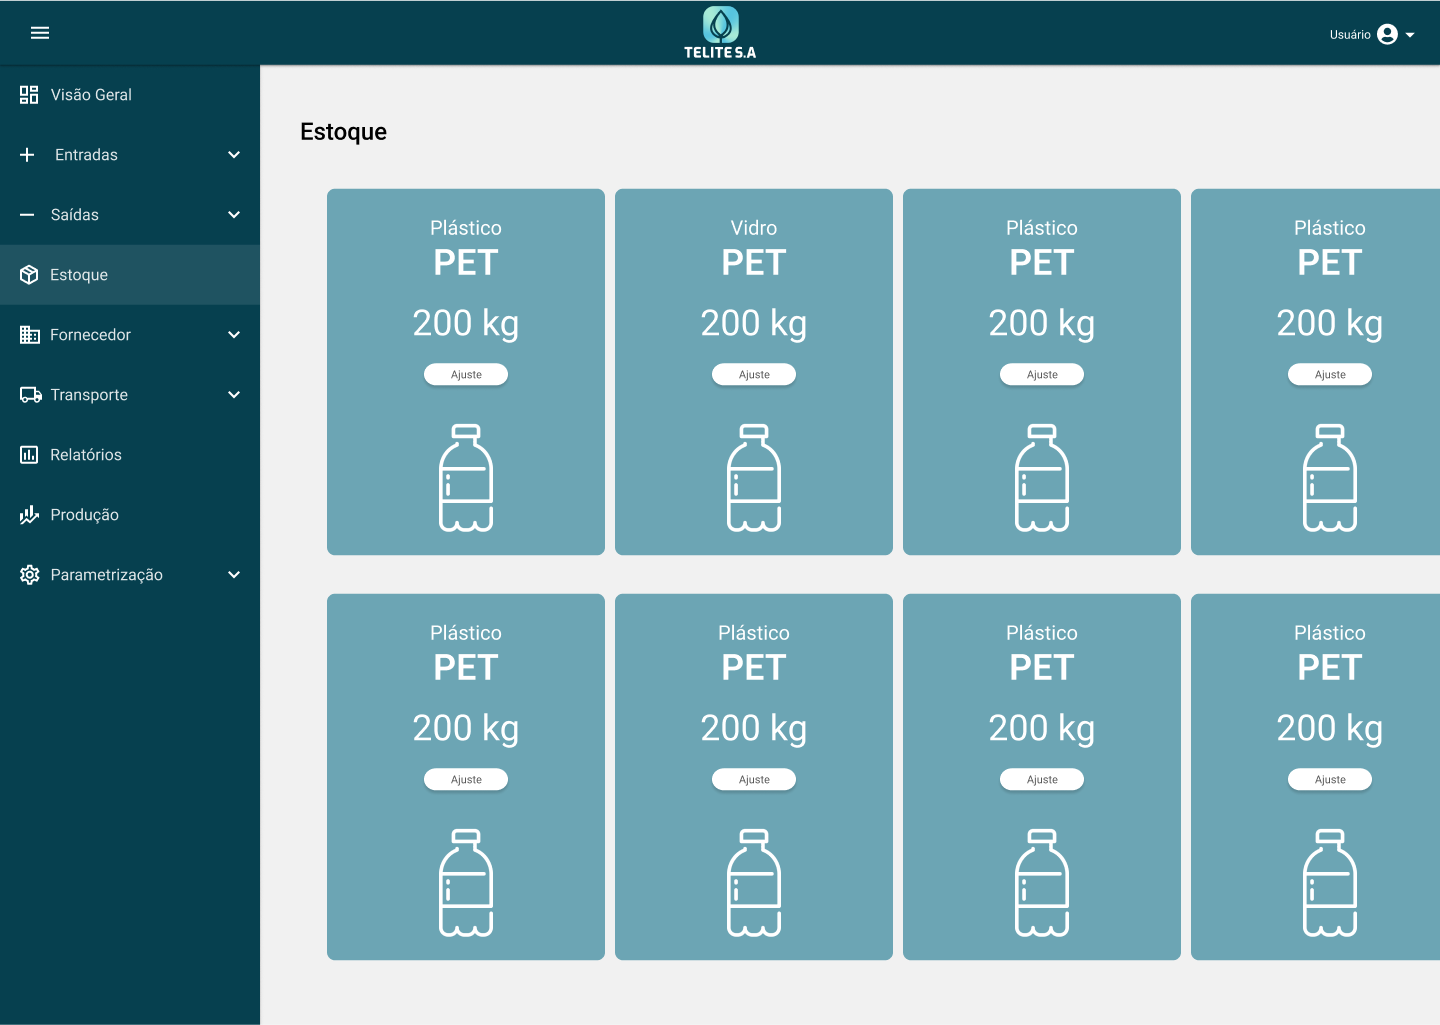 TELITE S.A
Usuário
Visão Geral
Entradas
Saídas
Estoque
Fornecedor
Transporte
Relatórios
Produção
Parametrização
Estoque
Plástico
PET
200 kg
Ajuste
Vidro
PET
200 kg
Ajuste
Plástico
PET
200 kg
Ajuste
Plástico
PET
200 kg
Ajuste
Plástico
PET
200 kg
Ajuste
Plástico
PET
200 kg
Ajuste
Plástico
PET
200 kg
Ajuste
Plástico
PET
200 kg
Ajuste